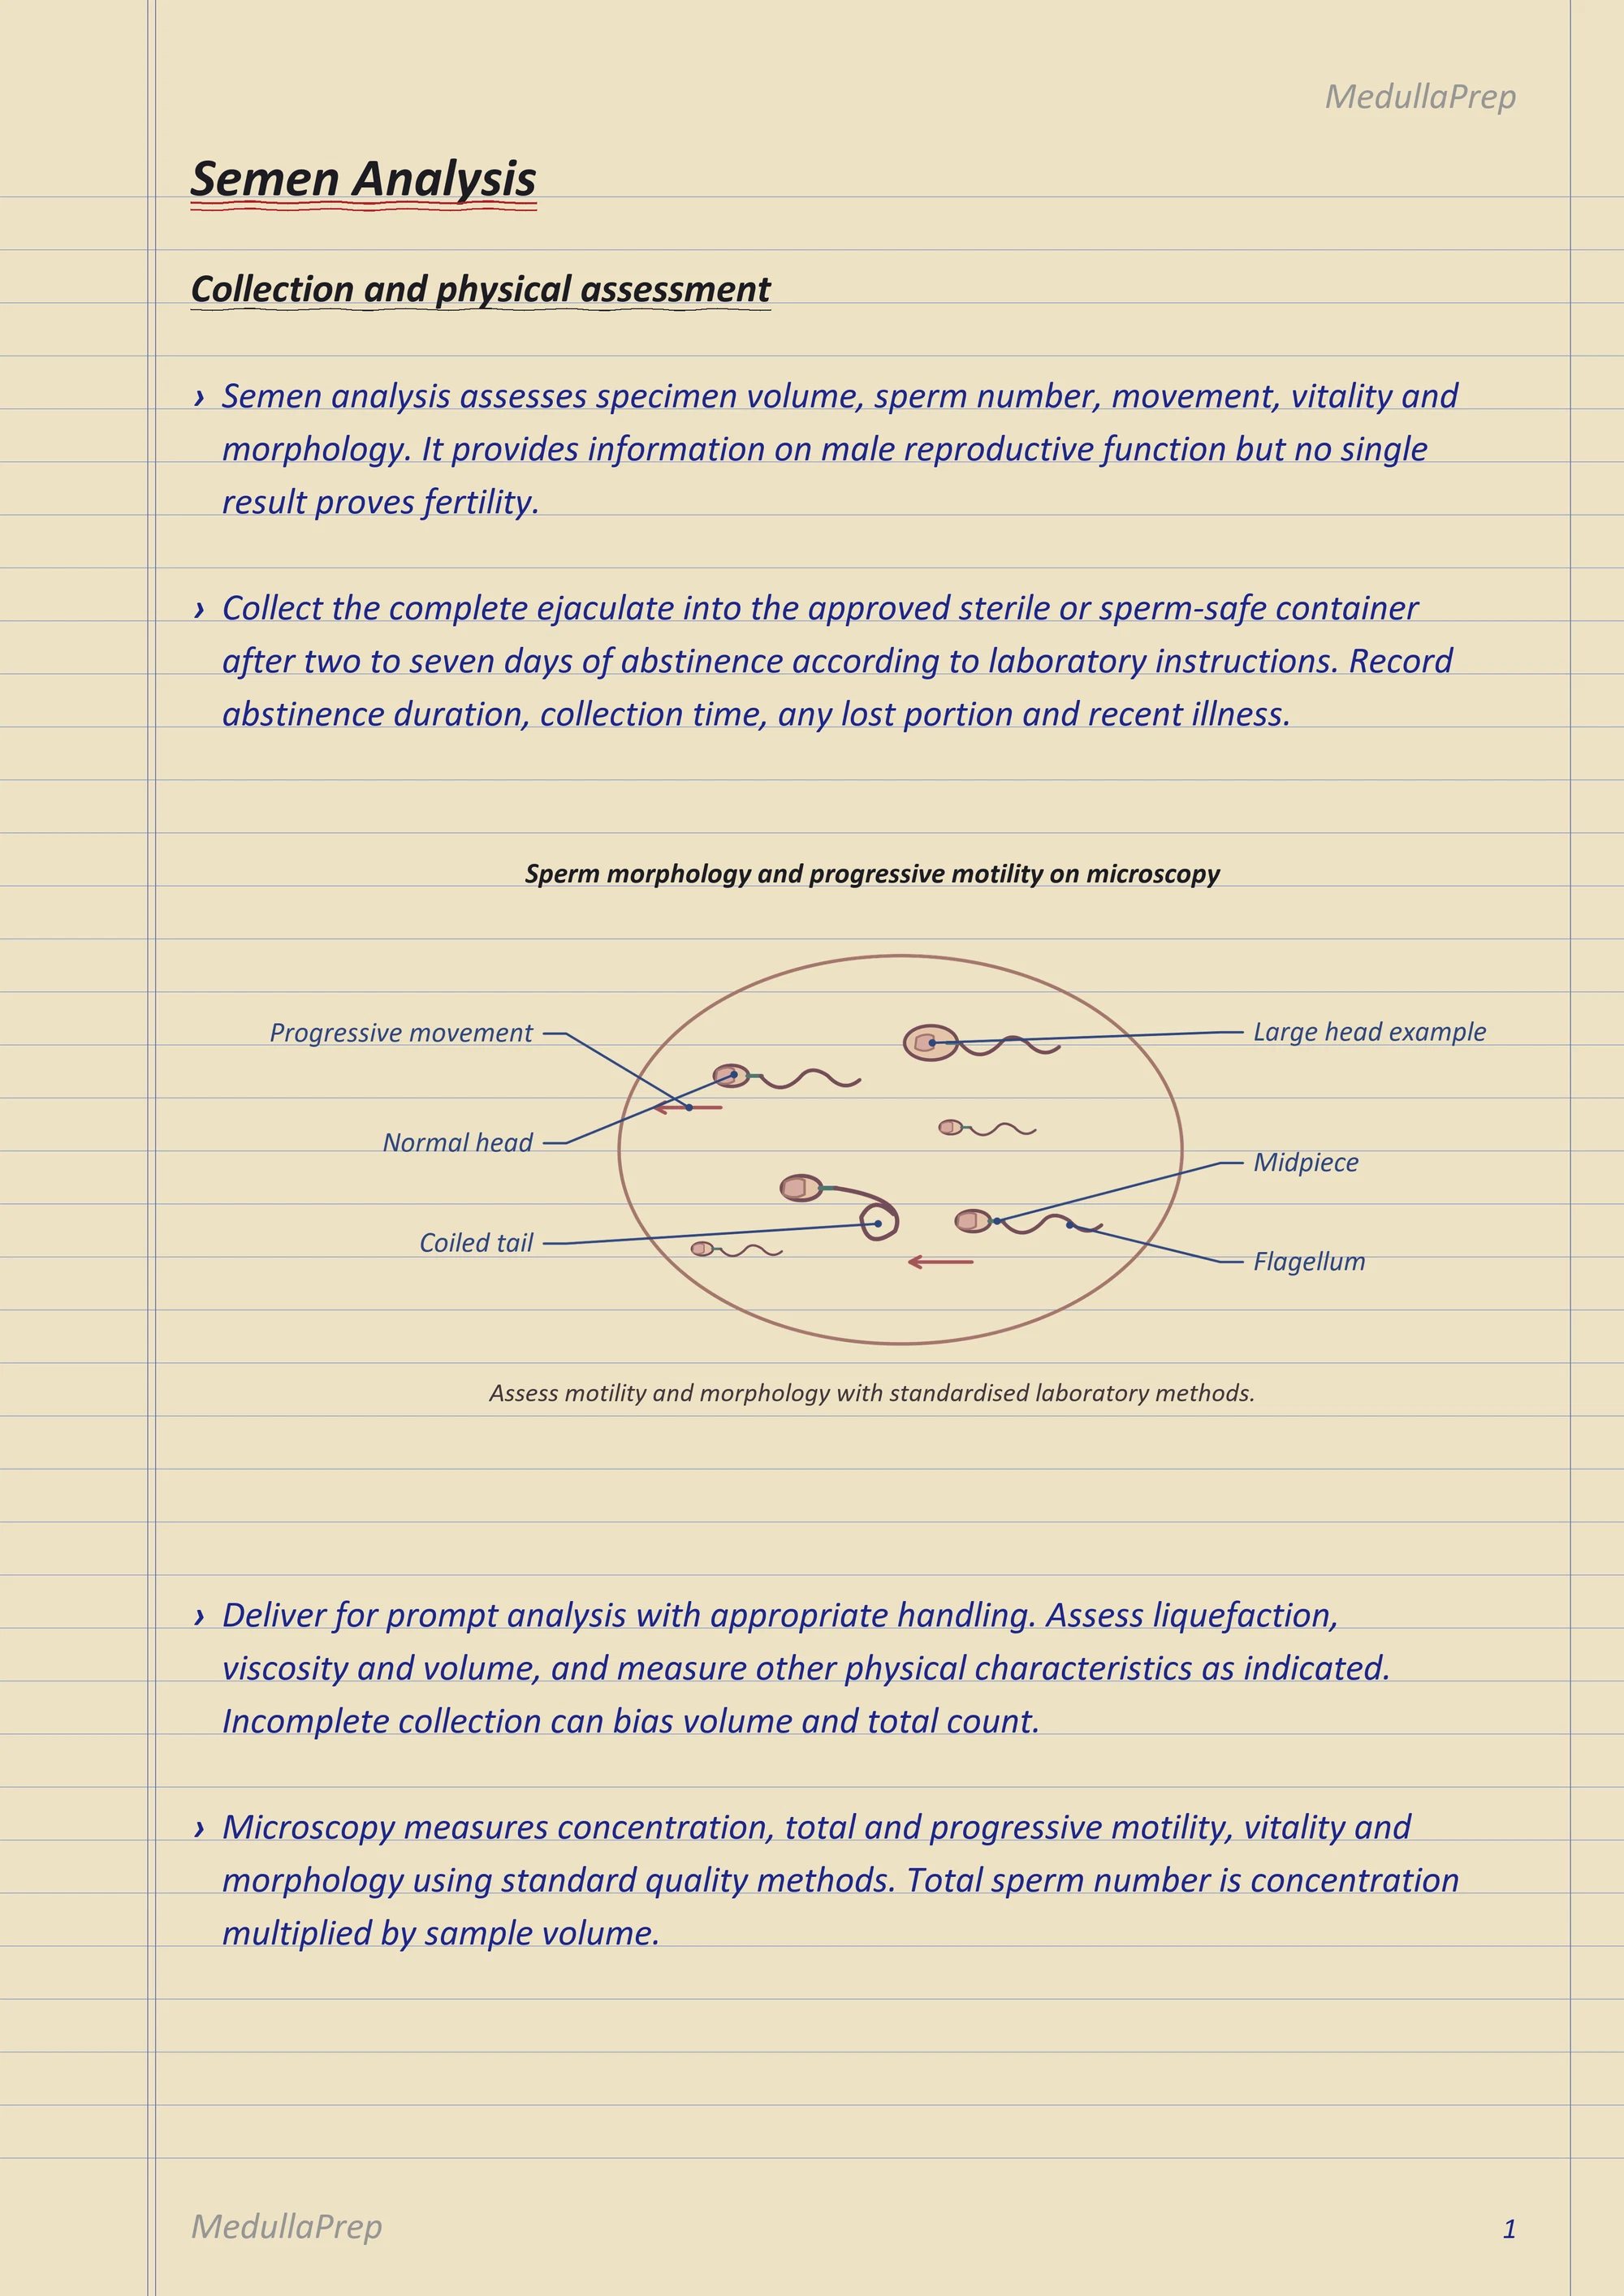 MedullaPrep
Semen Analysis
Collection and physical assessment
› Semen analysis assesses specimen volume, sperm number, movement, vitality and
morphology. It provides information on male reproductive function but no single
result proves fertility.
› Collect the complete ejaculate into the approved sterile or sperm-safe container
after two to seven days of abstinence according to laboratory instructions. Record
abstinence duration, collection time, any lost portion and recent illness.
Sperm morphology and progressive motility on microscopy
Progressive movement
Large head example
Normal head
Midpiece
Coiled tail
Flagellum
Assess motility and morphology with standardised laboratory methods.
› Deliver for prompt analysis with appropriate handling. Assess liquefaction,
viscosity and volume, and measure other physical characteristics as indicated.
Incomplete collection can bias volume and total count.
› Microscopy measures concentration, total and progressive motility, vitality and
morphology using standard quality methods. Total sperm number is concentration
multiplied by sample volume.
MedullaPrep
1